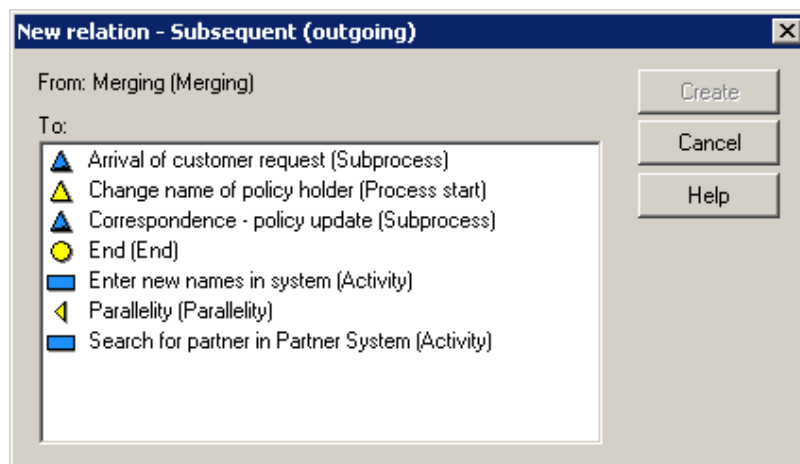 New relation - Subsequent (outgoing)
From: Merging (Merging)
Create
To:
Cancel
Arrival of customer request (Subprocess)
Change name of policy holder (Process start)
Help
Correspondence - policy update (Subprocess)
End (End)
Enter new names in system (Activity)
Parallelity (Parallelity)
Search for partner in Partner System (Activity)